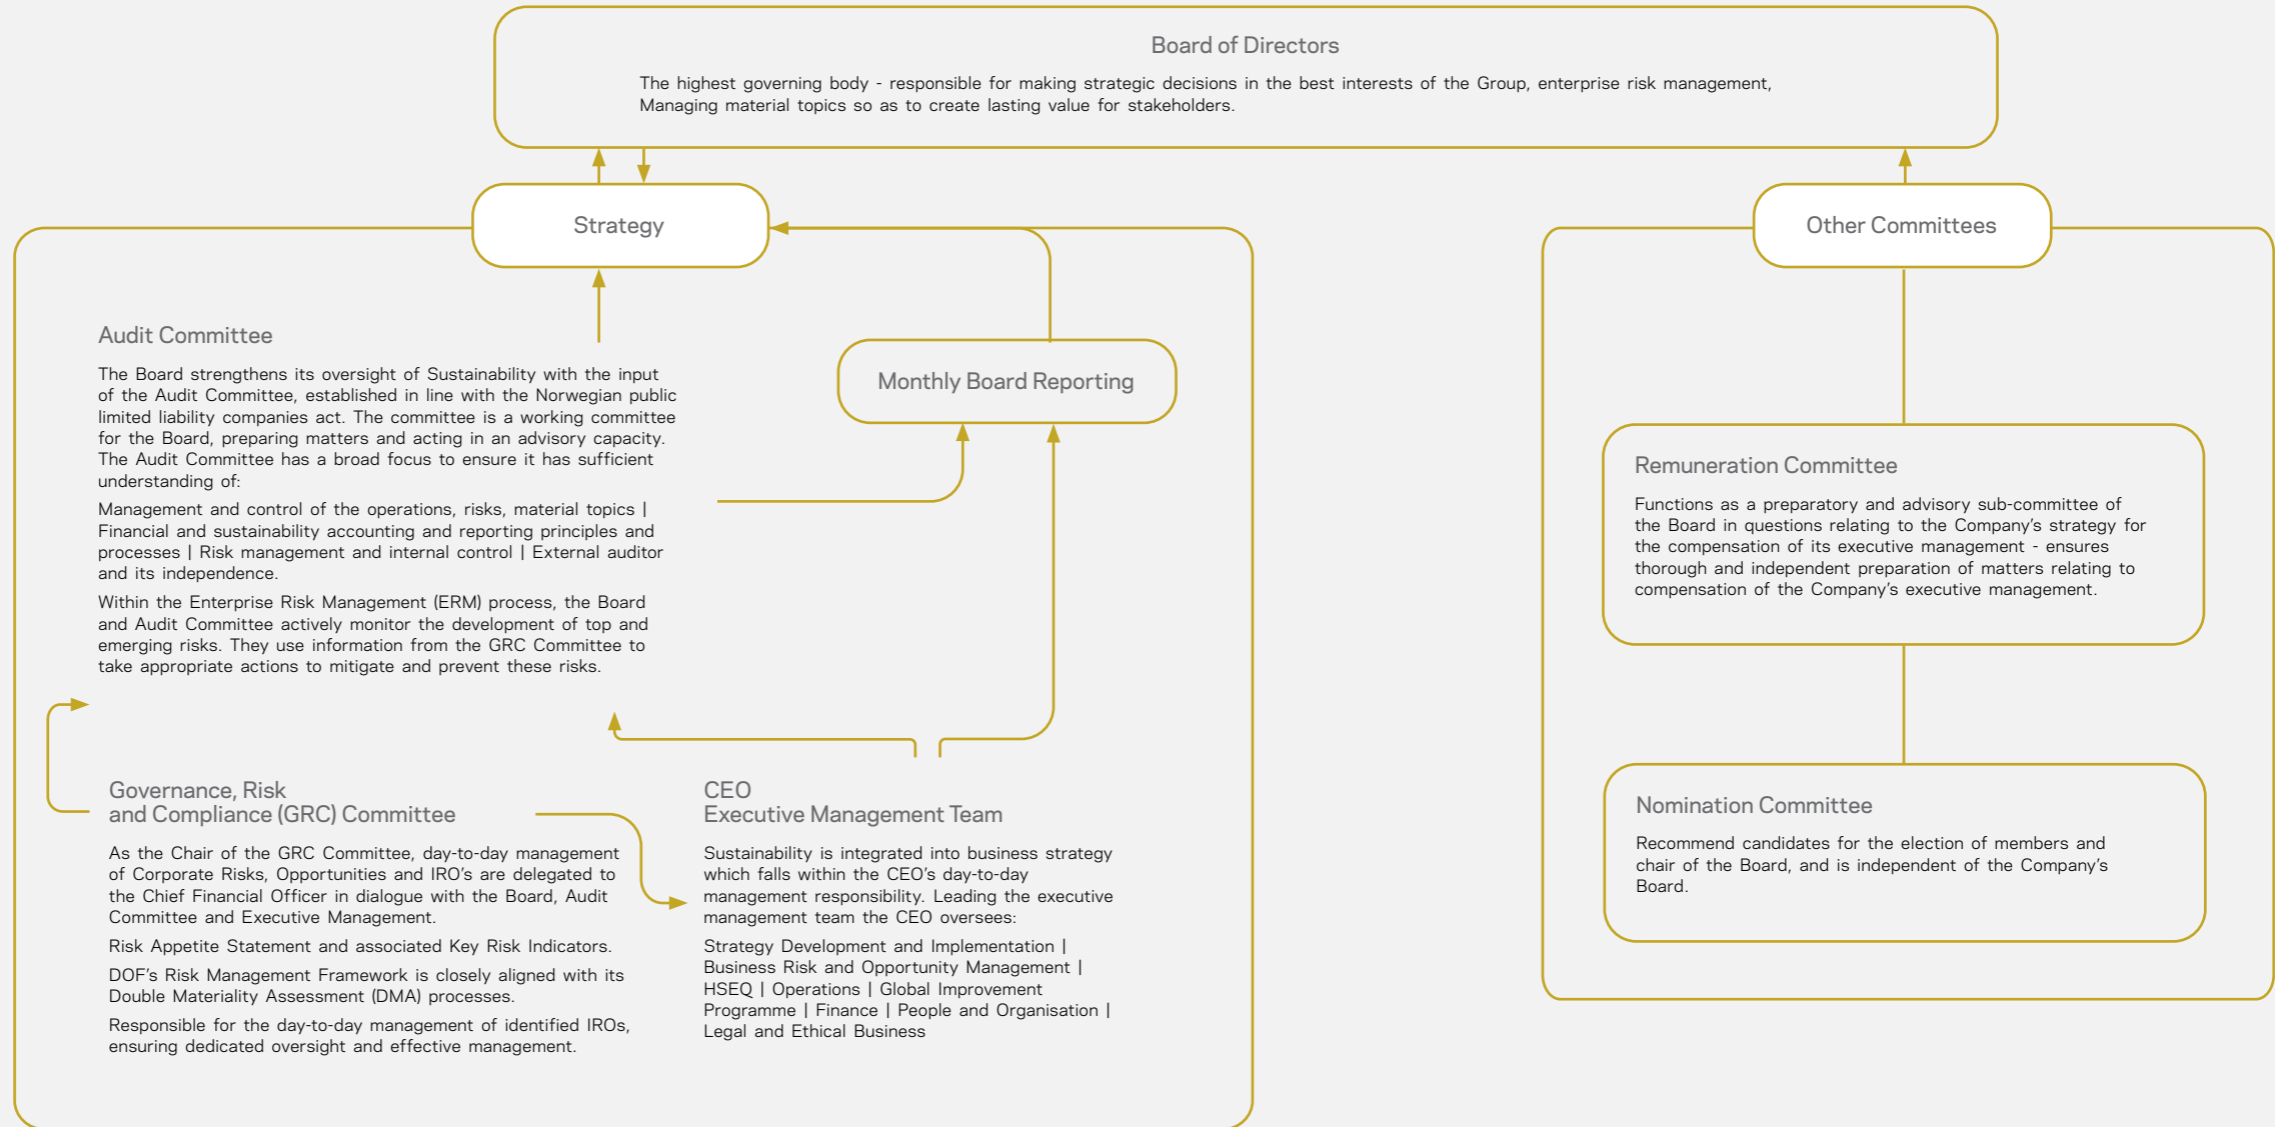 Board of Directors
The highest governing body - responsible for making strategic decisions in the best interests of the Group, enterprise risk management,
Managing material topics so as to create lasting value for stakeholders.
Strategy
Other Committees
Audit Committee
The Board strengthens its oversight of Sustainability with the input
of the Audit Committee, established in line with the Norwegian public
limited liability companies act. The committee is a working committee
for the Board, preparing matters and acting in an advisory capacity.
The Audit Committee has a broad focus to ensure it has sufficient
understanding of:
Management and control of the operations, risks, material topics |
Financial and sustainability accounting and reporting principles and
processes | Risk management and internal control | External auditor
and its independence.
Within the Enterprise Risk Management (ERM) process, the Board
and Audit Committee actively monitor the development of top and
emerging risks. They use information from the GRC Committee to
take appropriate actions to mitigate and prevent these risks.
Monthly Board Reporting
Remuneration Committee
Functions as a preparatory and advisory sub-committee of
the Board in questions relating to the Company's strategy for
the compensation of its executive management - ensures
thorough and independent preparation of matters relating to
compensation of the Company's executive management.
Governance, Risk
and Compliance (GRC) Committee
As the Chair of the GRC Committee, day-to-day management
of Corporate Risks, Opportunities and IRO's are delegated to
the Chief Financial Officer in dialogue with the Board, Audit
Committee and Executive Management.
Risk Appetite Statement and associated Key Risk Indicators.
DOF's Risk Management Framework is closely aligned with its
Double Materiality Assessment (DMA) processes.
Responsible for the day-to-day management of identified IROs,
ensuring dedicated oversight and effective management.
CEO
Executive Management Team
Sustainability is integrated into business strategy
which falls within the CEO's day-to-day
management responsibility. Leading the executive
management team the CEO oversees:
Strategy Development and Implementation |
Business Risk and Opportunity Management |
HSEQ | Operations | Global Improvement
Programme | Finance | People and Organisation |
Legal and Ethical Business
Nomination Committee
Recommend candidates for the election of members and
chair of the Board, and is independent of the Company's
Board.